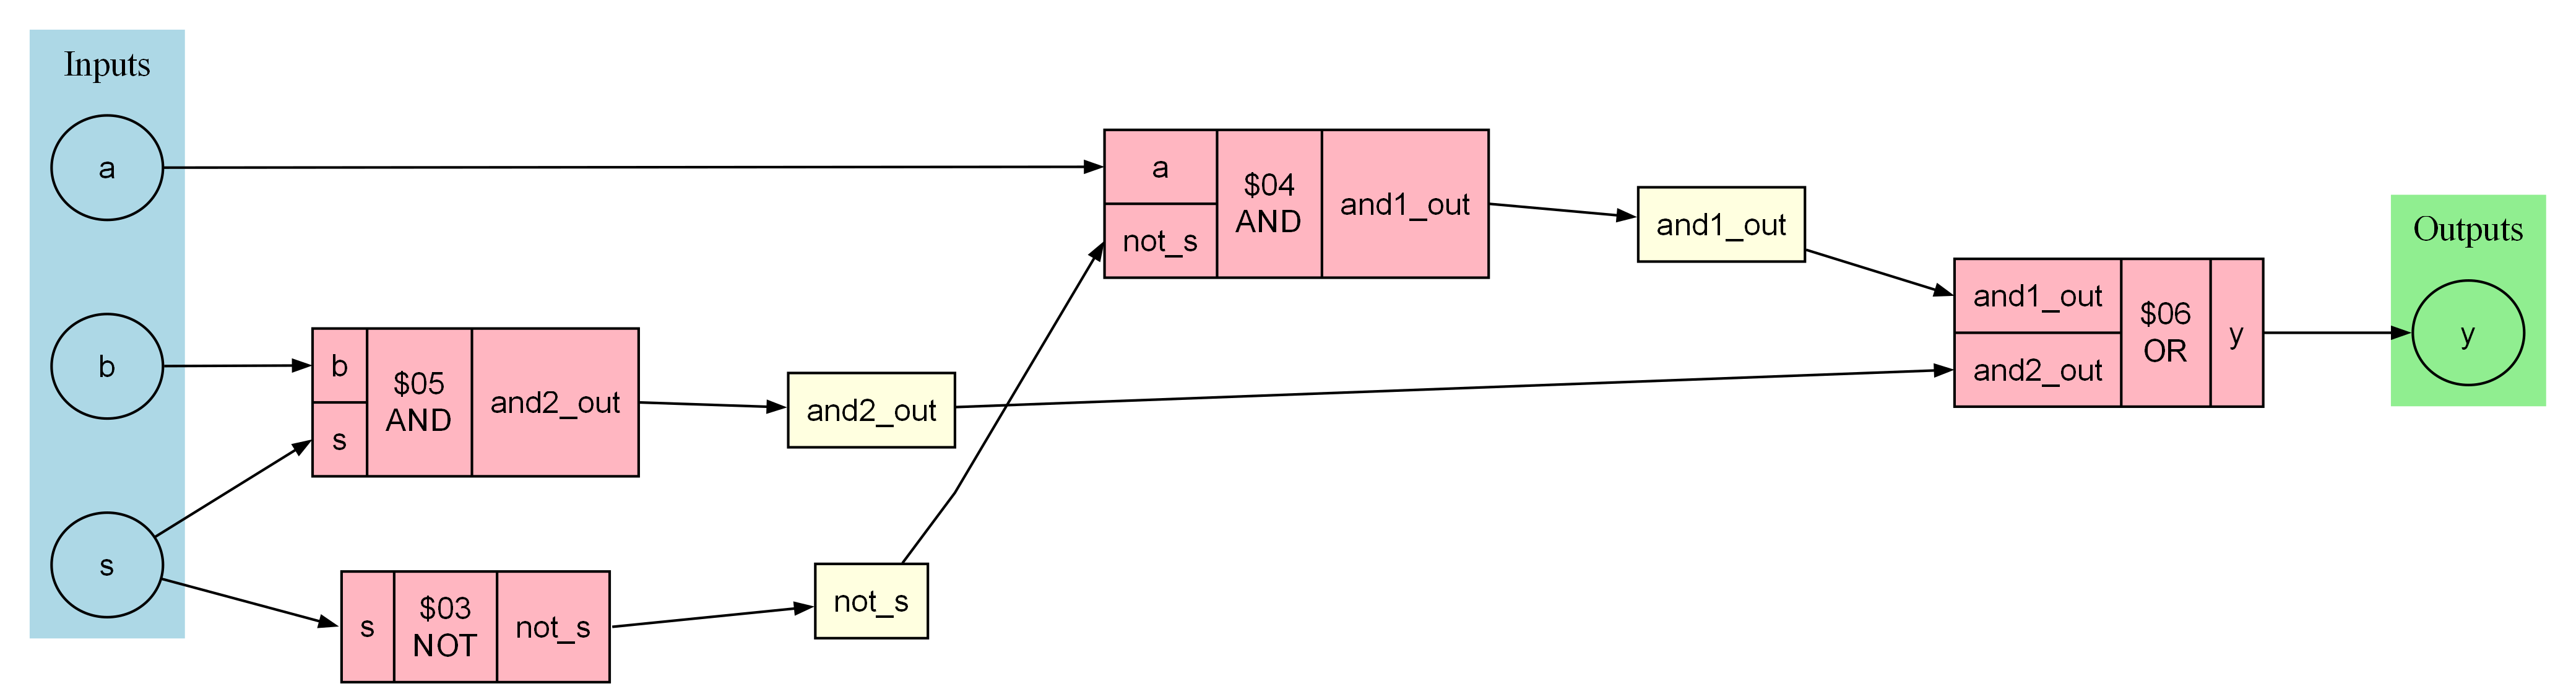 Inputs
a
b
s
b
s
$05
AND
and2_out
s
$03
NOT
not_s
and2_out
not_s
a
not_s
$04
AND
and1_out
and1_out
and1_out
and2_out
$06
OR
y
Outputs
y